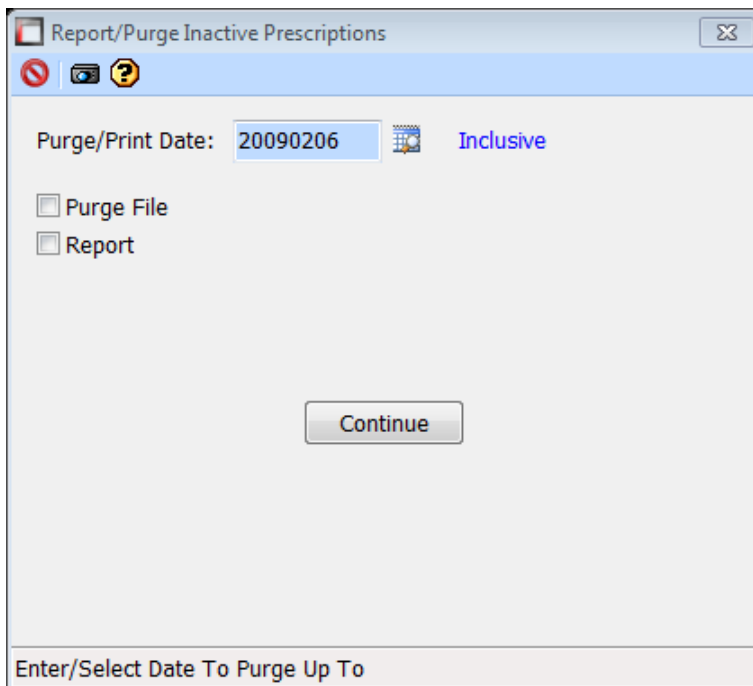 Report/Purge Inactive Prescriptions
Purge/Print Date: 20090206 Inclusive
Purge File
Report
Continue
Enter/Select Date To Purge Up To